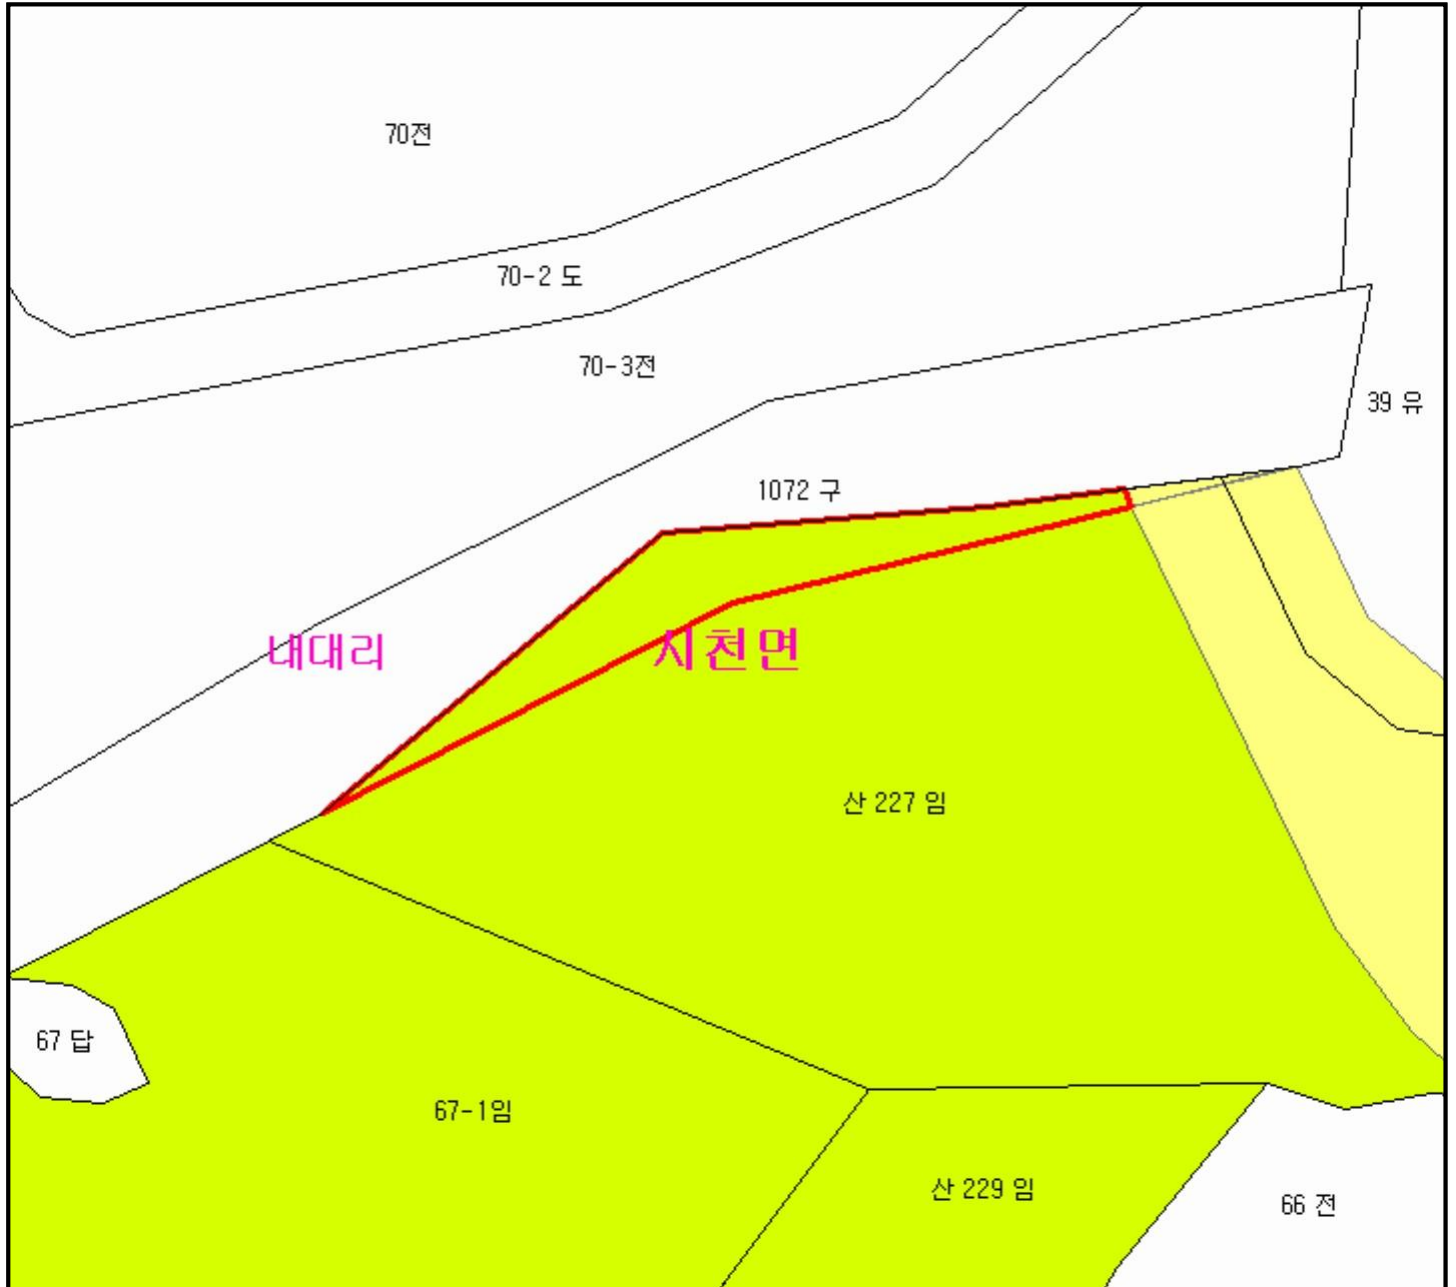 70전
70-2 도
70-3전
39 유
1072 구
내대리
시천면
산 227 임
67 답
67-1임
산 229 임
66 전